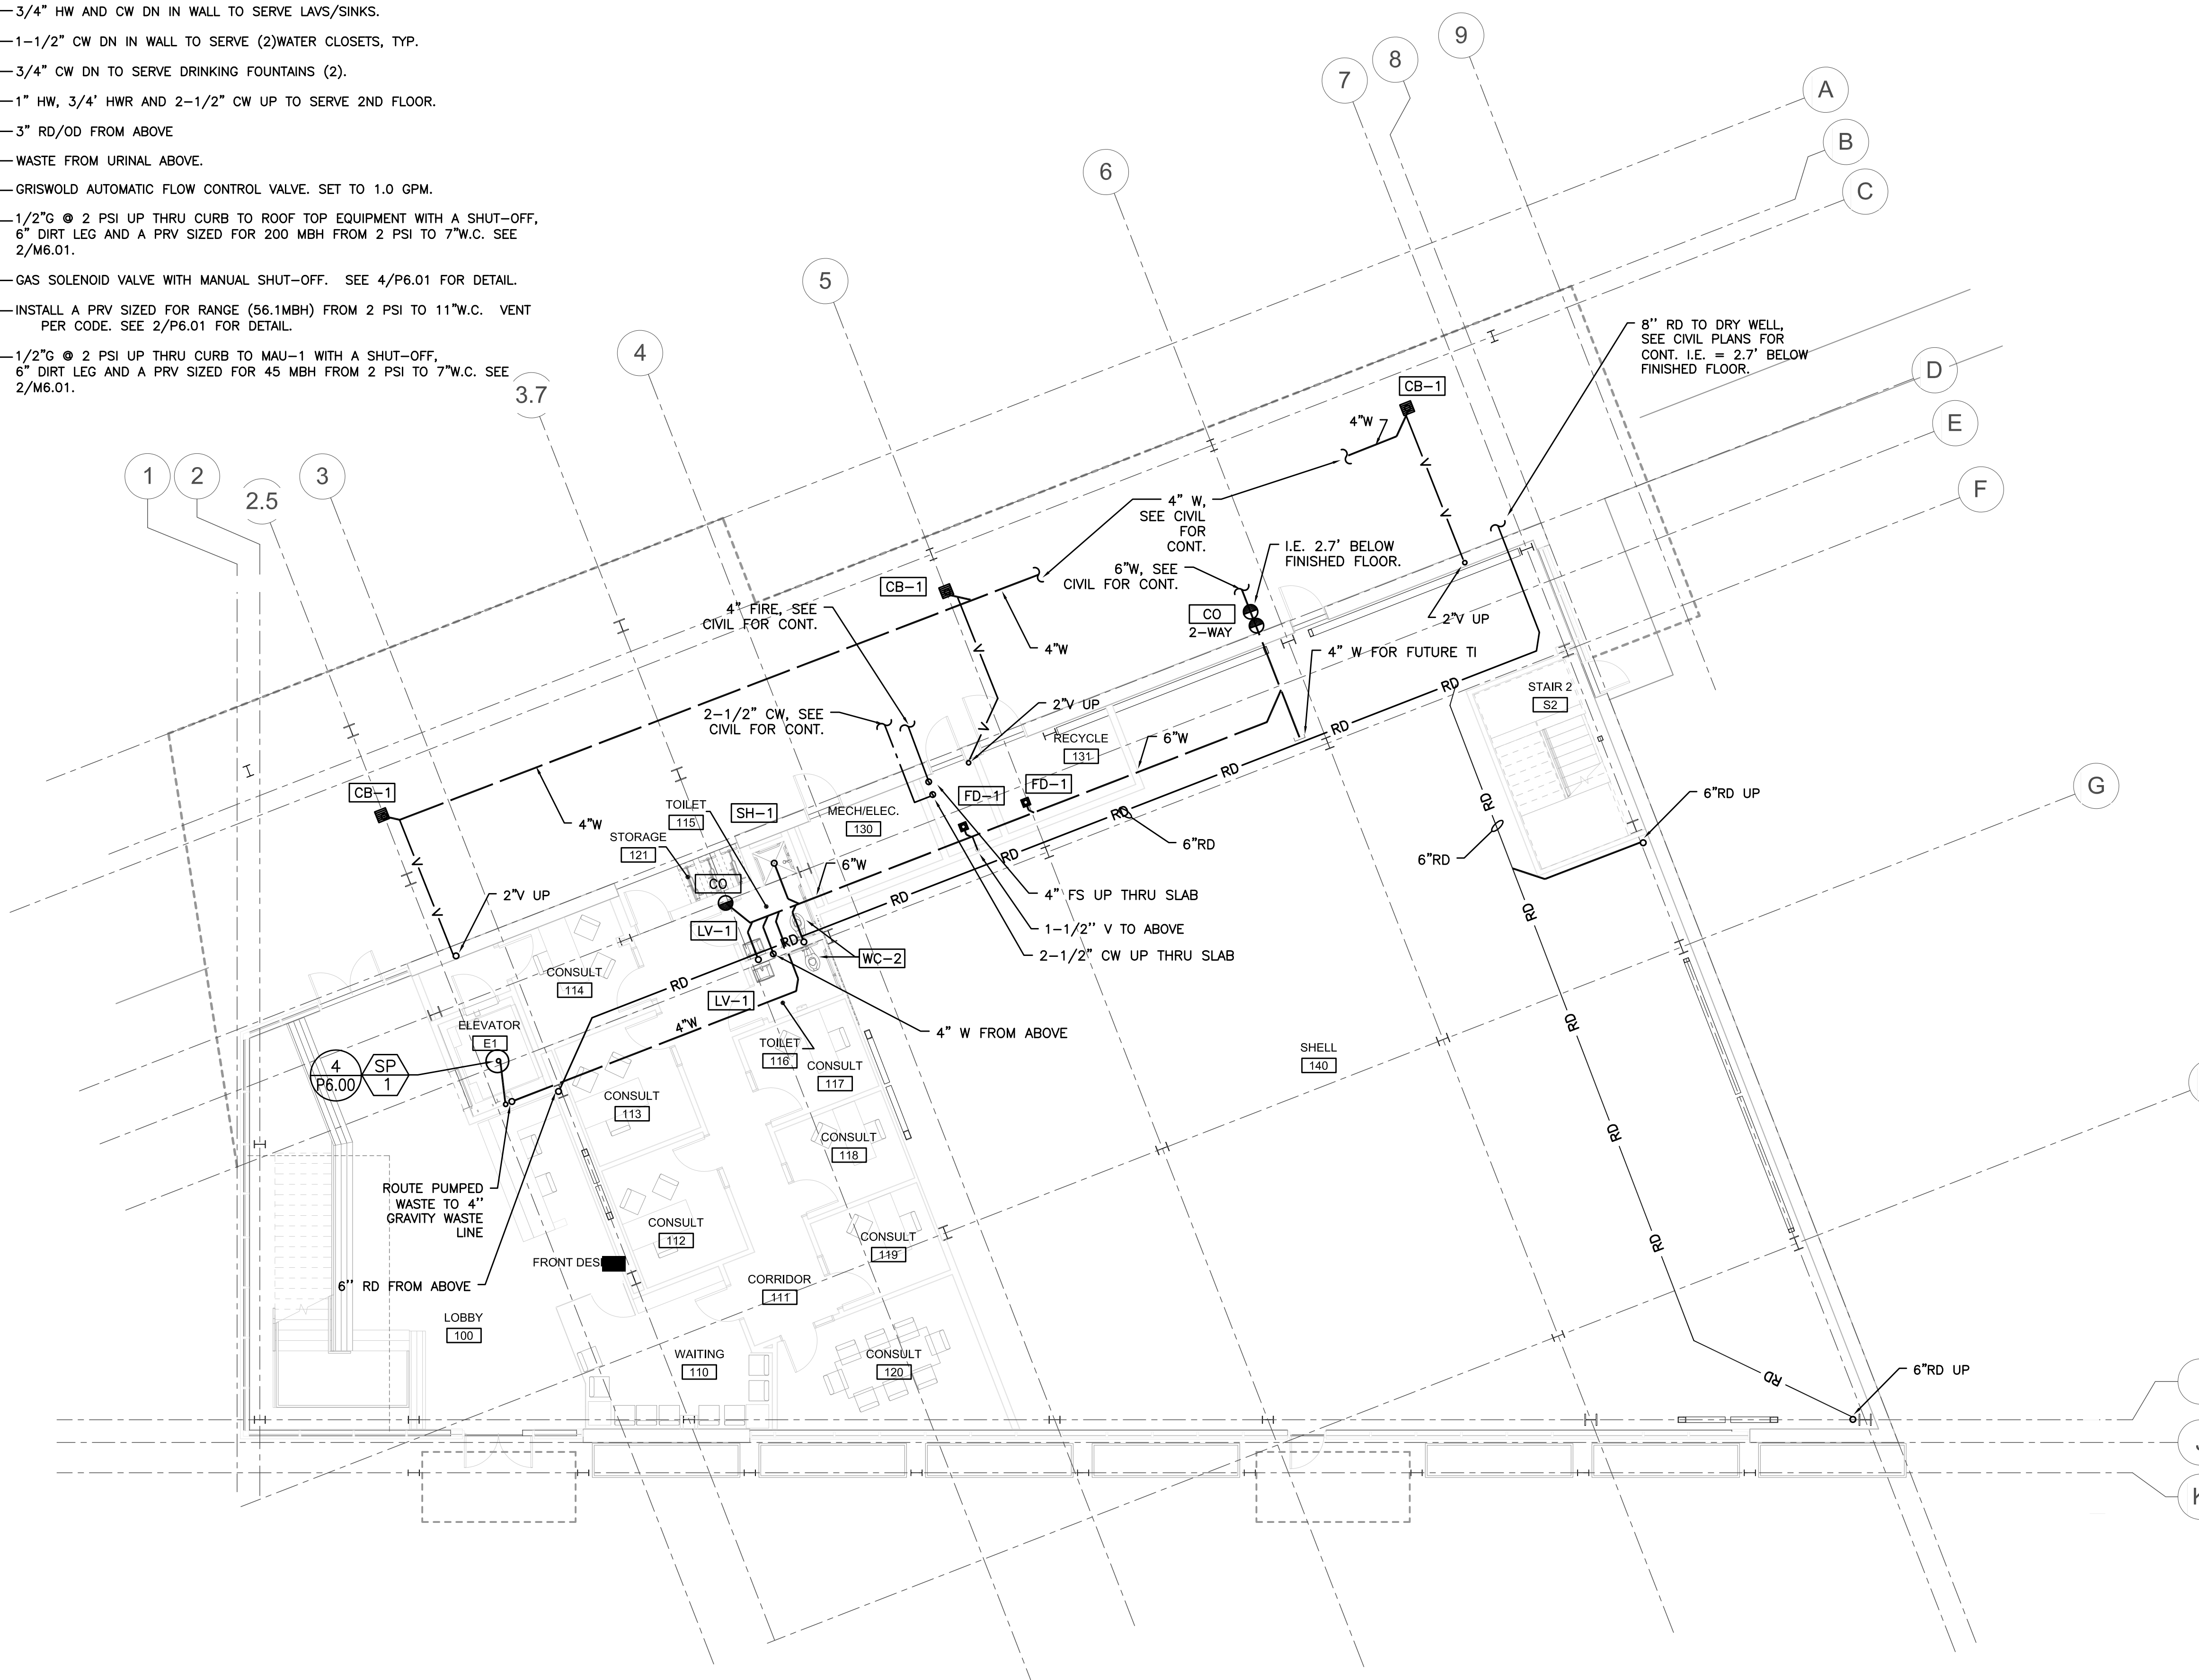 3/4" HW AND CW DN IN WALL TO SERVE LAVS/SINKS.
1-1/2" CW DN IN WALL TO SERVE (2)WATER CLOSETS, TYP.
3/4" CW DN TO SERVE DRINKING FOUNTAINS (2).
1" HW, 3/4' HWR AND 2-1/2" CW UP TO SERVE 2ND FLOOR.
3" RD/OD FROM ABOVE
WASTE FROM URINAL ABOVE.
GRISWOLD AUTOMATIC FLOW CONTROL VALVE. SET TO 1.0 GPM.
1/2"G @ 2 PSI UP THRU CURB TO ROOF TOP EQUIPMENT WITH A SHUT-OFF,
6" DIRT LEG AND A PRV SIZED FOR 200 MBH FROM 2 PSI TO 7"W.C. SEE
2/M6.01.
GAS SOLENOID VALVE WITH MANUAL SHUT-OFF. SEE 4/P6.01 FOR DETAIL.
INSTALL A PRV SIZED FOR RANGE (56.1MBH) FROM 2 PSI TO 11"W.C. VENT
PER CODE. SEE 2/P6.01 FOR DETAIL.
1/2"G @ 2 PSI UP THRU CURB TO MAU-1 WITH A SHUT-OFF,
6" DIRT LEG AND A PRV SIZED FOR 45 MBH FROM 2 PSI TO 7"W.C. SEE
2/M6.01.
1
2
2.5
3
3.7
4
5
6
7
8
9
A
B
C
D
E
F
G
J
K
8'' RD TO DRY WELL,
SEE CIVIL PLANS FOR
CONT. I.E. = 2.7' BELOW
FINISHED FLOOR.
CB-1
4"W
V
V
4" W,
SEE CIVIL
FOR
CONT.
I.E. 2.7' BELOW
FINISHED FLOOR.
6"W, SEE
CIVIL FOR CONT.
CO
2-WAY
CB-1
4" FIRE, SEE
CIVIL FOR CONT.
2"V UP
4"W
V
V
4" W FOR FUTURE TI
2-1/2" CW, SEE
CIVIL FOR CONT.
2"V UP
RECYCLE
131
6"W
STAIR 2
S2
RD
RD
RD
RD
RD
RD
RD
RD
CB-1
4"W
V
V
2"V UP
FD-1
FD-1
SH-1
MECH/ELEC.
130
TOILET
115
STORAGE
121
CO
6"W
6"RD
6"RD
6"RD UP
4" FS UP THRU SLAB
1-1/2'' V TO ABOVE
2-1/2" CW UP THRU SLAB
LV-1
WC-2
LV-1
4" W FROM ABOVE
CONSULT
114
4"W
ELEVATOR
E1
4
P6.00
SP
1
TOILET
116
CONSULT
117
CONSULT
113
CONSULT
118
SHELL
140
RD
RD
RD
RD
RD
RD
ROUTE PUMPED
WASTE TO 4''
GRAVITY WASTE
LINE
CONSULT
112
CONSULT
119
FRONT DES
6'' RD FROM ABOVE
CORRIDOR
111
LOBBY
100
WAITING
110
CONSULT
120
6"RD UP